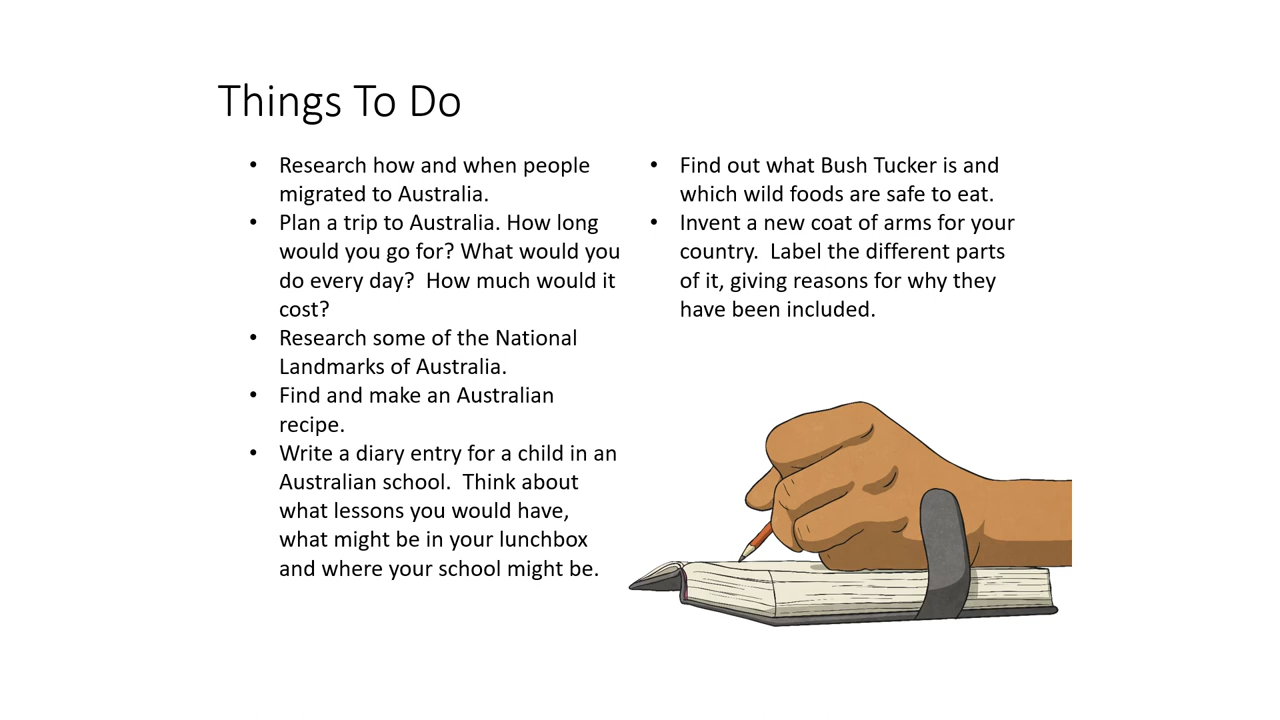 Things To Do
• Research how and when people
migrated to Australia.
• Plan a trip to Australia. How long
would you go for? What would you
do every day?  How much would it
cost?
• Research some of the National
Landmarks of Australia.
• Find and make an Australian
recipe.
• Write a diary entry for a child in an
Australian school.  Think about
what lessons you would have,
what might be in your lunchbox
and where your school might be.
• Find out what Bush Tucker is and
which wild foods are safe to eat.
• Invent a new coat of arms for your
country.  Label the different parts
of it, giving reasons for why they
have been included.